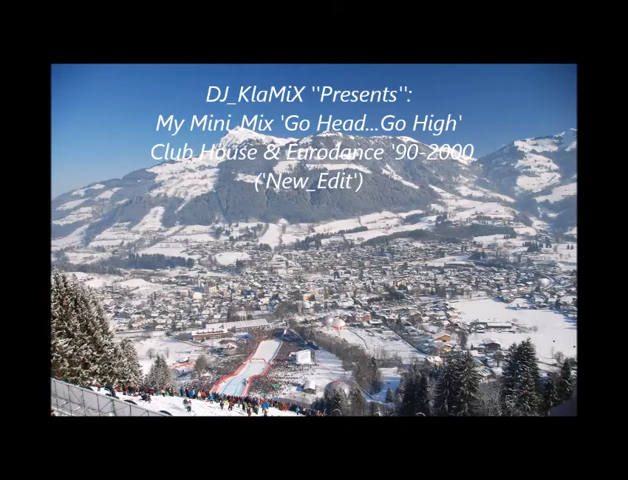 DJ_KlaMiX "Presents":
My Mini_Mix 'Go Head...Go High'
Club House & Eurodance '90-2000
('New_Edit')